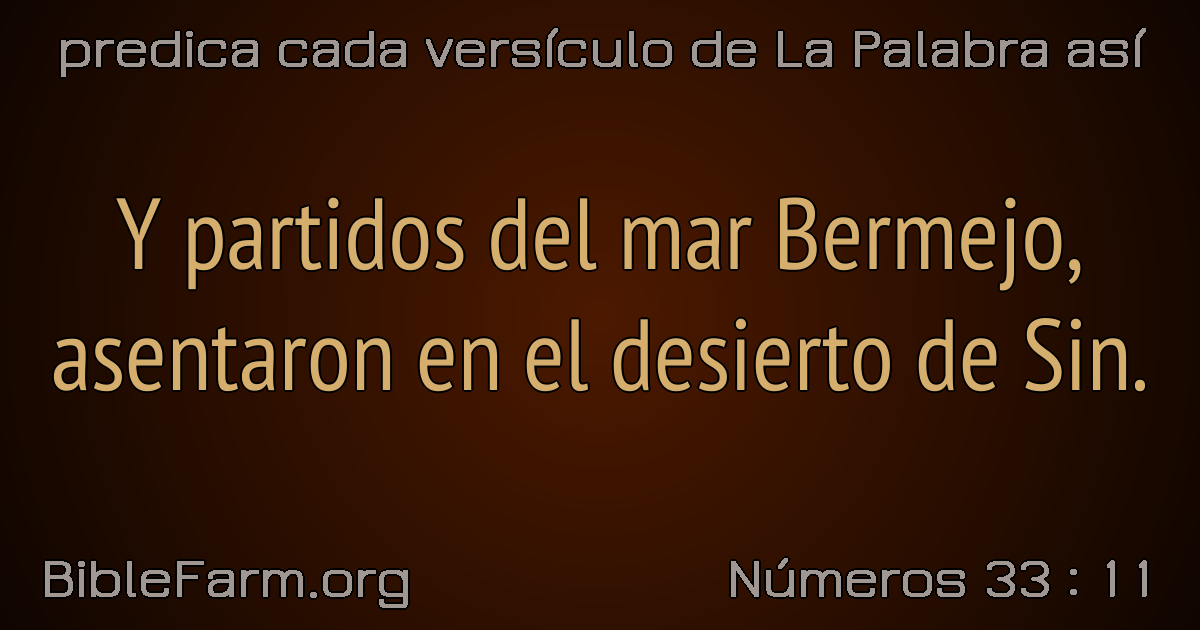 predica cada versículo de La Palabra así
Y partidos del mar Bermejo,
asentaron en el desierto de Sin.
BibleFarm.org
Números 33 : 11